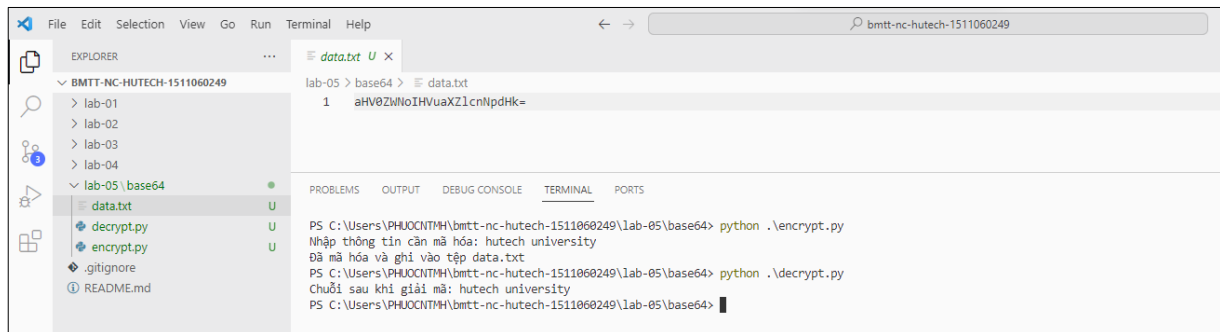 File Edit Selection View Go Run Terminal Help
bmtt-nc-hutech-1511060249
EXPLORER
BMTT-NC-HUTECH-1511060249
lab-01
lab-02
lab-03
lab-04
lab-05\base64
data.txt U
decrypt.py U
encrypt.py U
.gitignore
README.md
3
data.txt U
lab-05 > base64 > data.txt
1 aHV0ZWNoIHVuaXZlcnNpdHk=
PROBLEMS OUTPUT DEBUG CONSOLE TERMINAL PORTS
PS C:\Users\PHUOCNTMH\bmtt-nc-hutech-1511060249\lab-05\base64> python .\encrypt.py
Nhập thông tin cần mã hóa: hutech university
Đã mã hóa và ghi vào tệp data.txt
PS C:\Users\PHUOCNTMH\bmtt-nc-hutech-1511060249\lab-05\base64> python .\decrypt.py
Chuỗi sau khi giải mã: hutech university
PS C:\Users\PHUOCNTMH\bmtt-nc-hutech-1511060249\lab-05\base64>